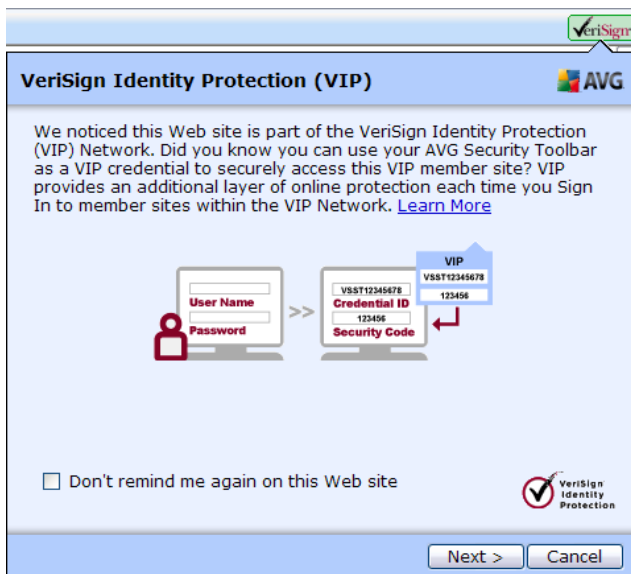 VeriSign
VeriSign Identity Protection (VIP)
AVG
We noticed this Web site is part of the VeriSign Identity Protection
(VIP) Network. Did you know you can use your AVG Security Toolbar
as a VIP credential to securely access this VIP member site? VIP
provides an additional layer of online protection each time you Sign
In to member sites within the VIP Network. Learn More
User Name
Password
>>
VSST12345678
Credential ID
123456
Security Code
VIP
VSST12345678
123456
Don't remind me again on this Web site
VeriSign
Identity
Protection
Next >
Cancel